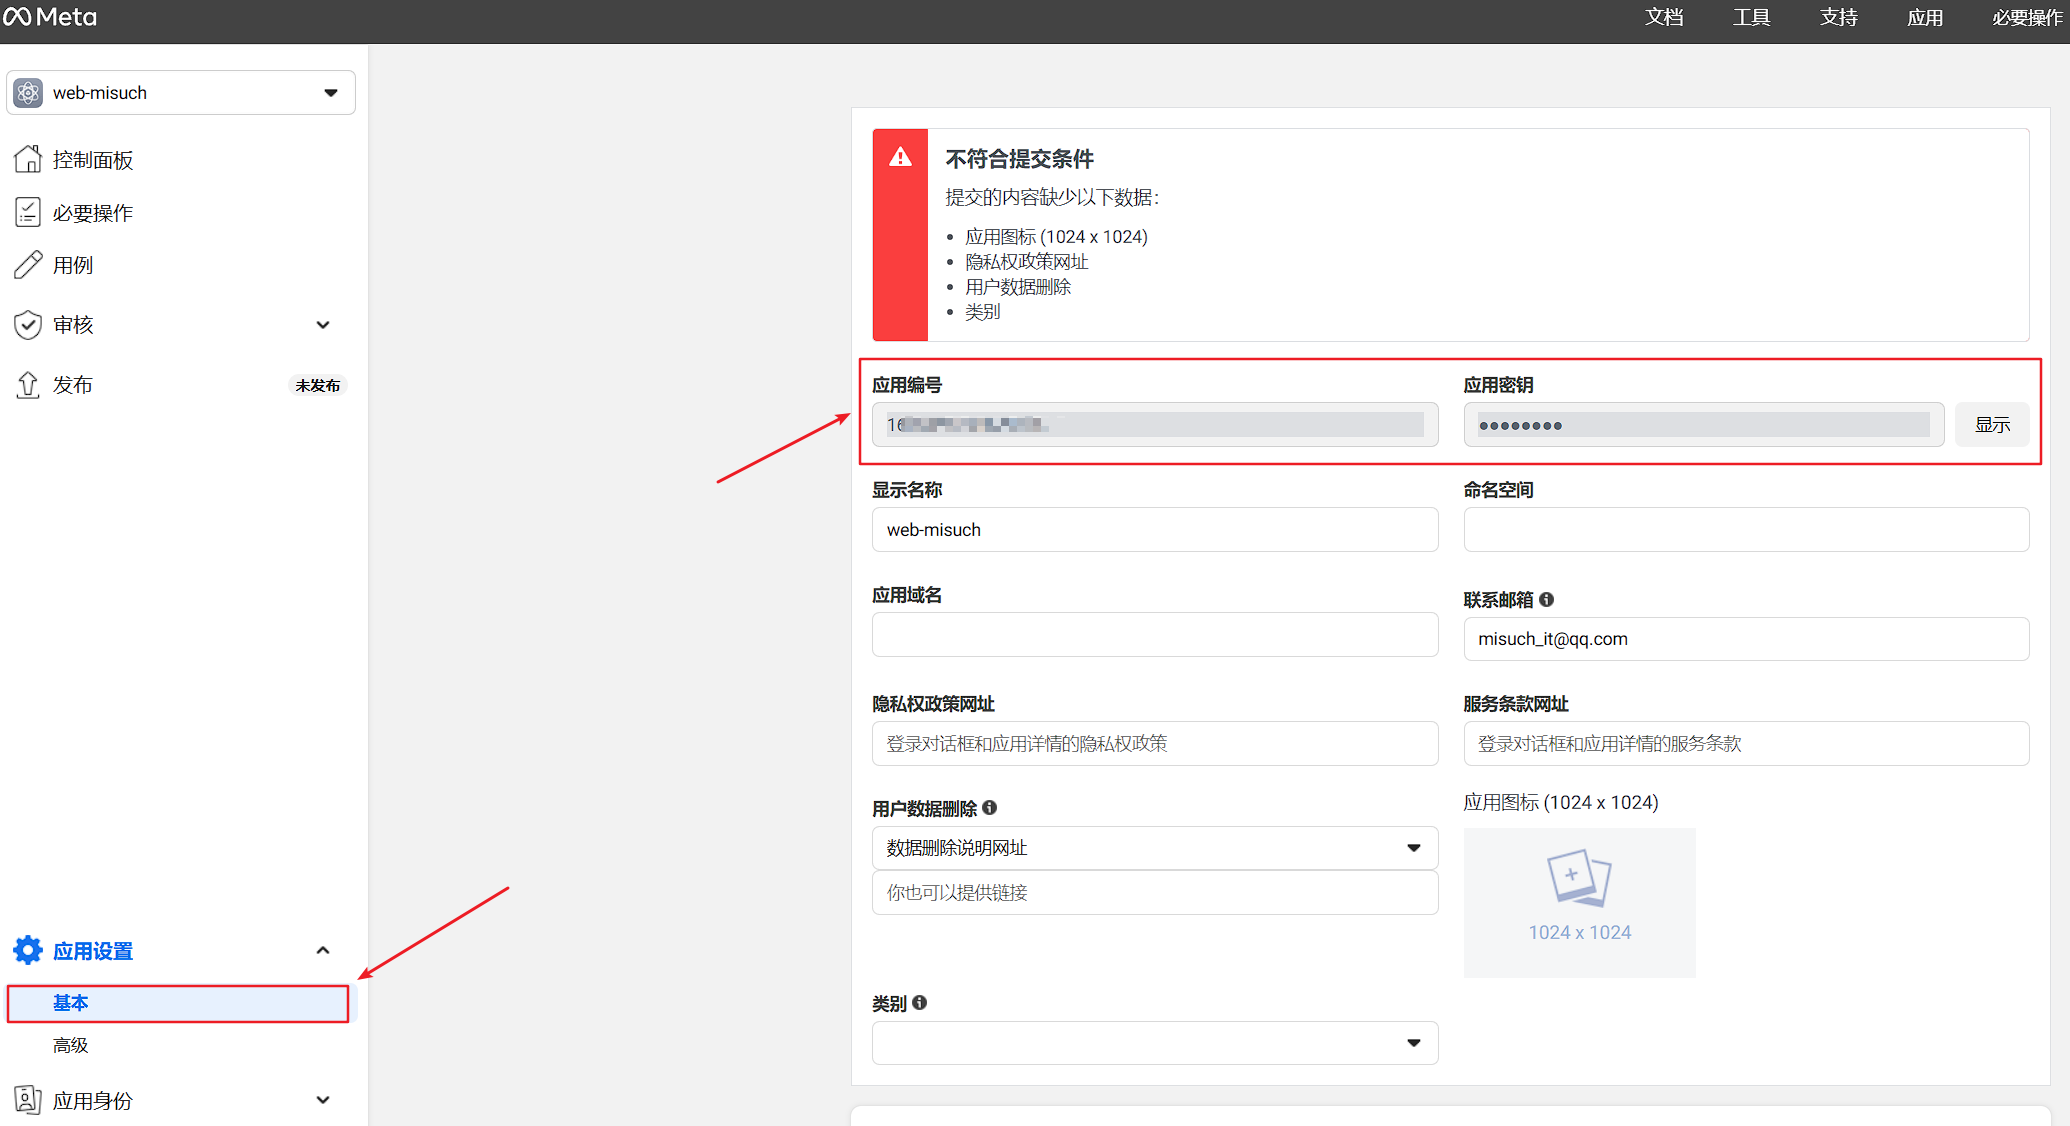 Meta
文档 工具 支持 应用 必要操作
web-misuch
控制面板
必要操作
用例
审核
发布 未发布
应用设置
基本
高级
应用身份
不符合提交条件
提交的内容缺少以下数据：
应用图标 (1024 x 1024)
隐私权政策网址
用户数据删除
类别
应用编号 应用密钥
16 •••••••• 显示
显示名称 命名空间
web-misuch
应用域名 联系邮箱
misuch_it@qq.com
隐私权政策网址 服务条款网址
登录对话框和应用详情的隐私权政策 登录对话框和应用详情的服务条款
用户数据删除 应用图标 (1024 x 1024)
数据删除说明网址
你也可以提供链接
1024 x 1024
类别